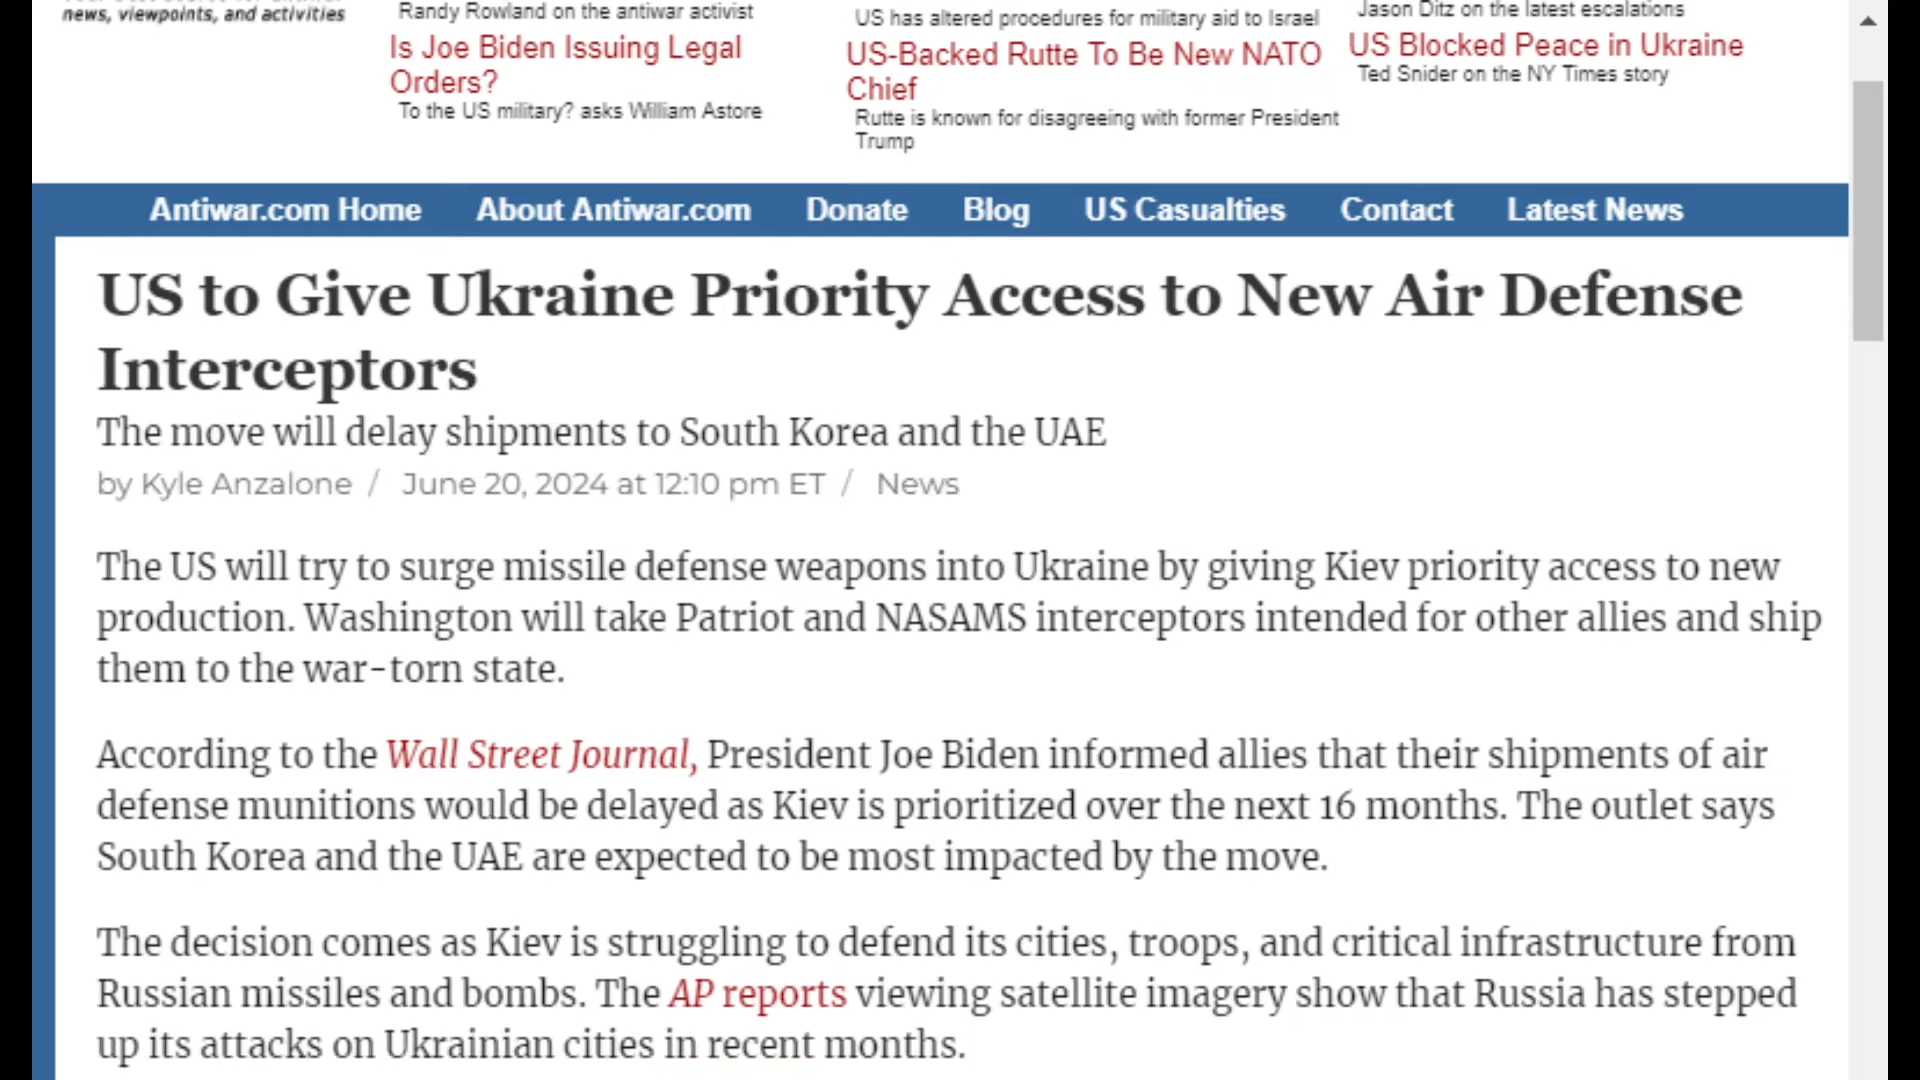 news, viewpoints, and activities
Randy Rowland on the antiwar activist
Is Joe Biden Issuing Legal
Orders?
To the US military? asks William Astore
US has altered procedures for military aid to Israel
US-Backed Rutte To Be New NATO
Chief
Rutte is known for disagreeing with former President
Trump
Jason Ditz on the latest escalations
US Blocked Peace in Ukraine
Ted Snider on the NY Times story
Antiwar.com Home About Antiwar.com Donate Blog US Casualties Contact Latest News
US to Give Ukraine Priority Access to New Air Defense
Interceptors
The move will delay shipments to South Korea and the UAE
by Kyle Anzalone / June 20, 2024 at 12:10 pm ET / News
The US will try to surge missile defense weapons into Ukraine by giving Kiev priority access to new
production. Washington will take Patriot and NASAMS interceptors intended for other allies and ship
them to the war-torn state.
According to the Wall Street Journal, President Joe Biden informed allies that their shipments of air
defense munitions would be delayed as Kiev is prioritized over the next 16 months. The outlet says
South Korea and the UAE are expected to be most impacted by the move.
The decision comes as Kiev is struggling to defend its cities, troops, and critical infrastructure from
Russian missiles and bombs. The AP reports viewing satellite imagery show that Russia has stepped
up its attacks on Ukrainian cities in recent months.